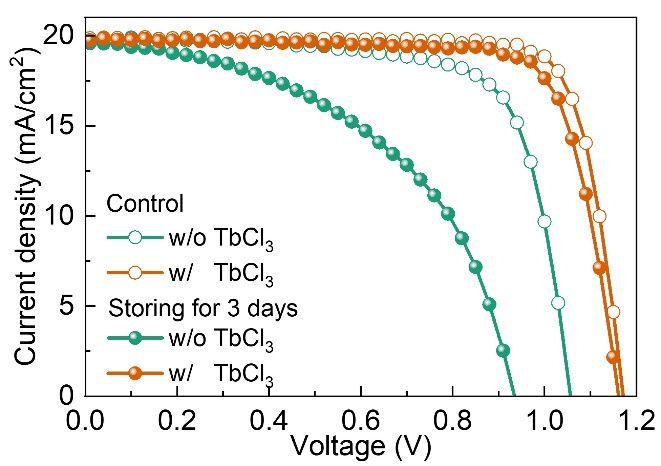 Current density (mA/cm²)
20
15
10
5
0
Control
w/o TbCl₃
w/ TbCl₃
Storing for 3 days
w/o TbCl₃
w/ TbCl₃
0.0 0.2 0.4 0.6 0.8 1.0 1.2
Voltage (V)